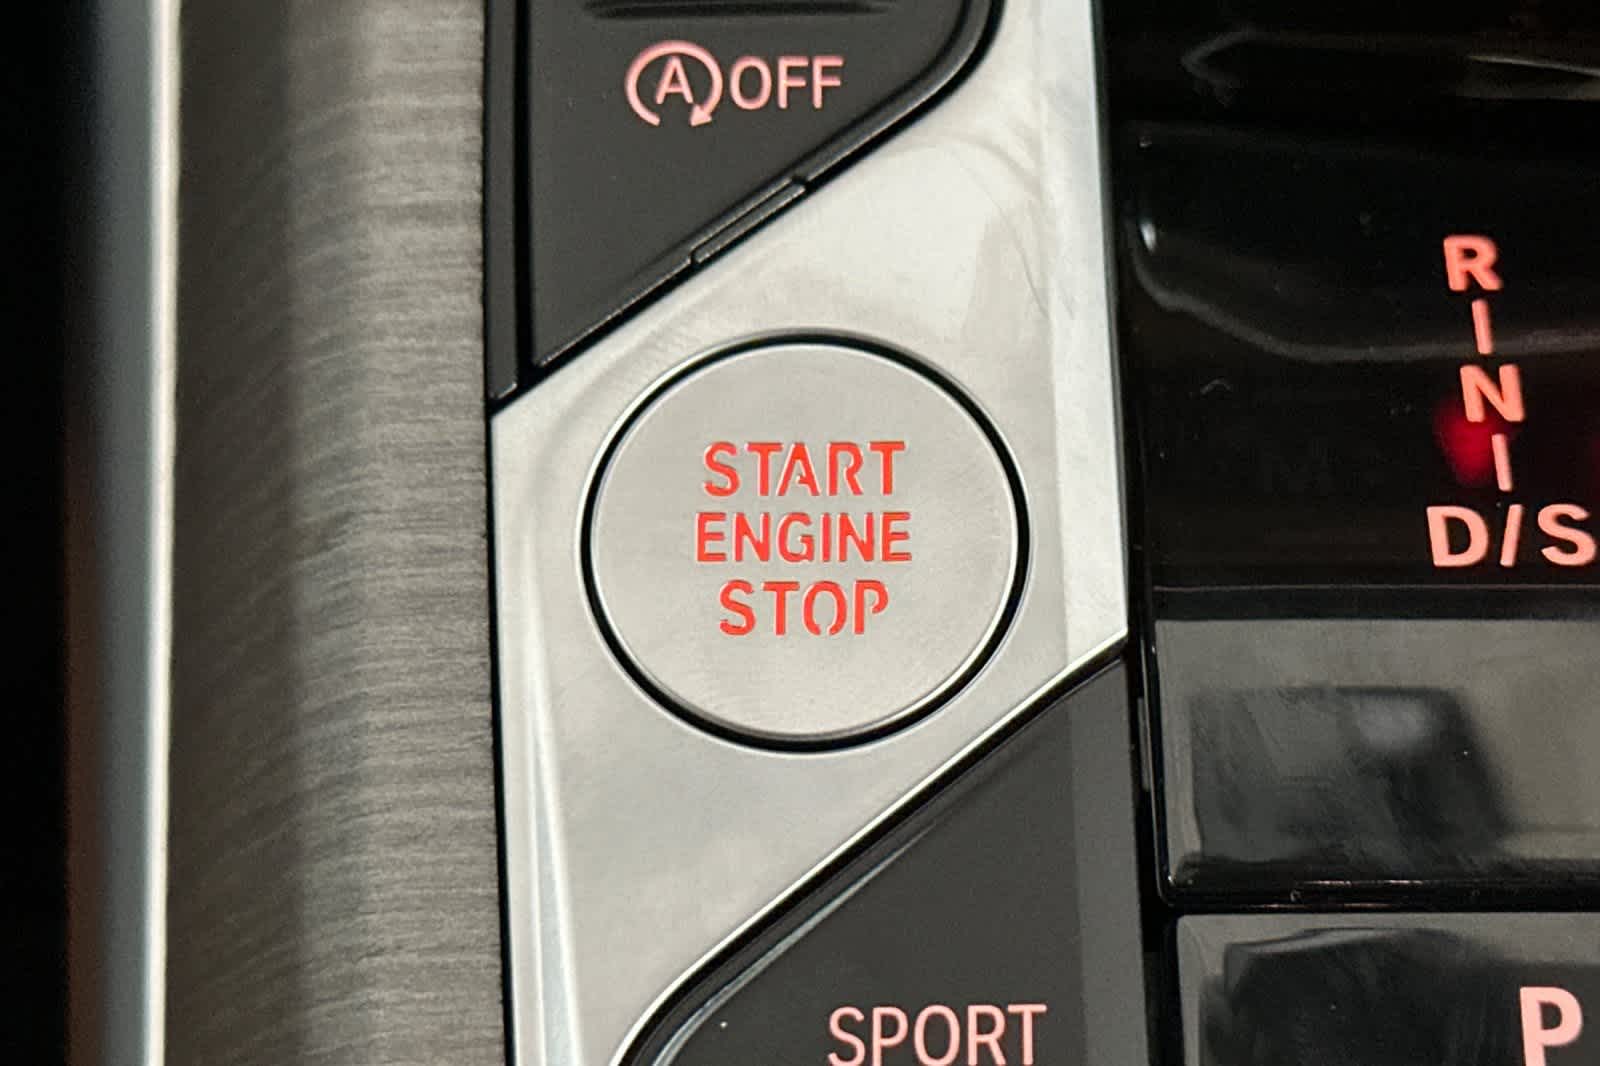 A OFF
START
ENGINE
STOP
R
N
D/S
SPORT
P